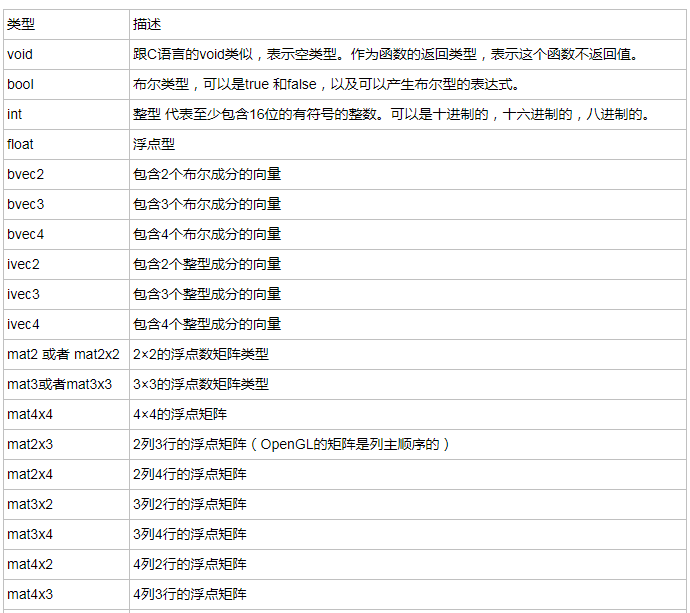 类型 描述
void 跟C语言的void类似，表示空类型。作为函数的返回类型，表示这个函数不返回值。
bool 布尔类型，可以是true 和false，以及可以产生布尔型的表达式。
int 整型 代表至少包含16位的有符号的整数。可以是十进制的，十六进制的，八进制的。
float 浮点型
bvec2 包含2个布尔成分的向量
bvec3 包含3个布尔成分的向量
bvec4 包含4个布尔成分的向量
ivec2 包含2个整型成分的向量
ivec3 包含3个整型成分的向量
ivec4 包含4个整型成分的向量
mat2 或者 mat2x2 2×2的浮点数矩阵类型
mat3或者mat3x3 3×3的浮点数矩阵类型
mat4x4 4×4的浮点矩阵
mat2x3 2列3行的浮点矩阵（OpenGL的矩阵是列主顺序的）
mat2x4 2列4行的浮点矩阵
mat3x2 3列2行的浮点矩阵
mat3x4 3列4行的浮点矩阵
mat4x2 4列2行的浮点矩阵
mat4x3 4列3行的浮点矩阵